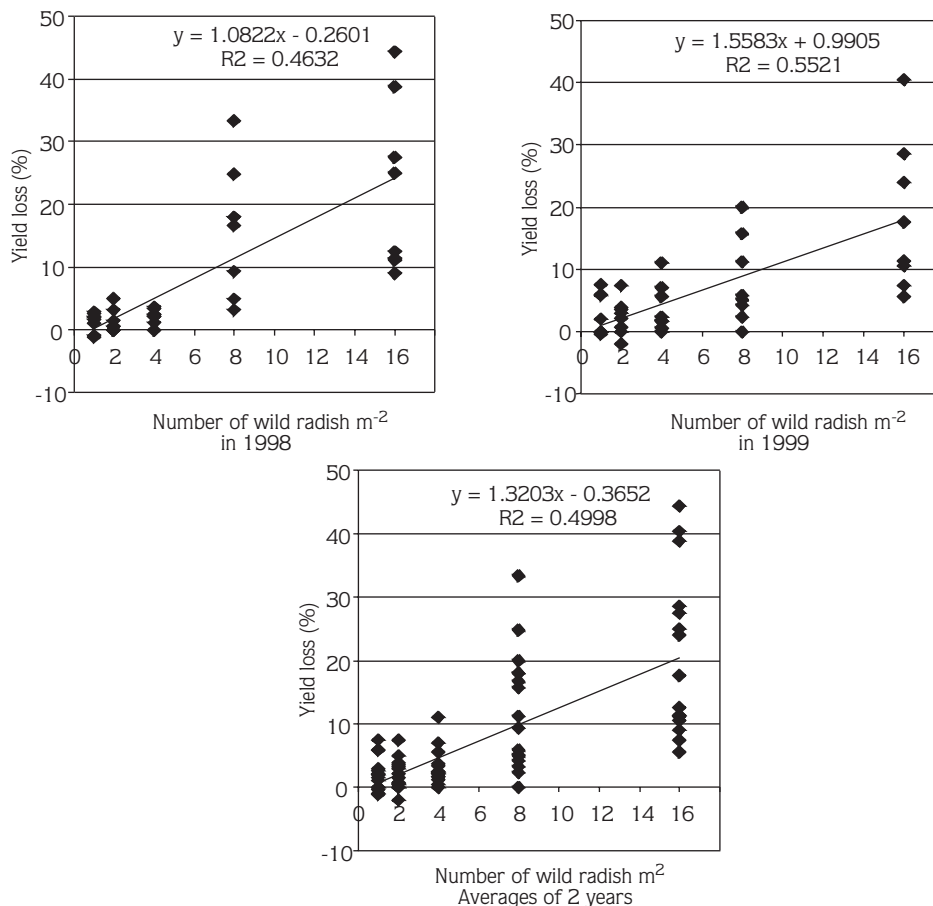 50
40
30
20
10
0
-10
Yield loss (%)
y = 1.0822x - 0.2601
R2 = 0.4632
0 2 4 6 8 10 12 14 16
Number of wild radish m-2
in 1998
50
40
30
20
10
0
-10
Yield loss (%)
y = 1.5583x + 0.9905
R2 = 0.5521
0 2 4 6 8 10 12 14 16
Number of wild radish m-2
in 1999
50
40
30
20
10
0
-10
Yield loss (%)
y = 1.3203x - 0.3652
R2 = 0.4998
0 2 4 6 8 10 12 14 16
Number of wild radish m2
Averages of 2 years